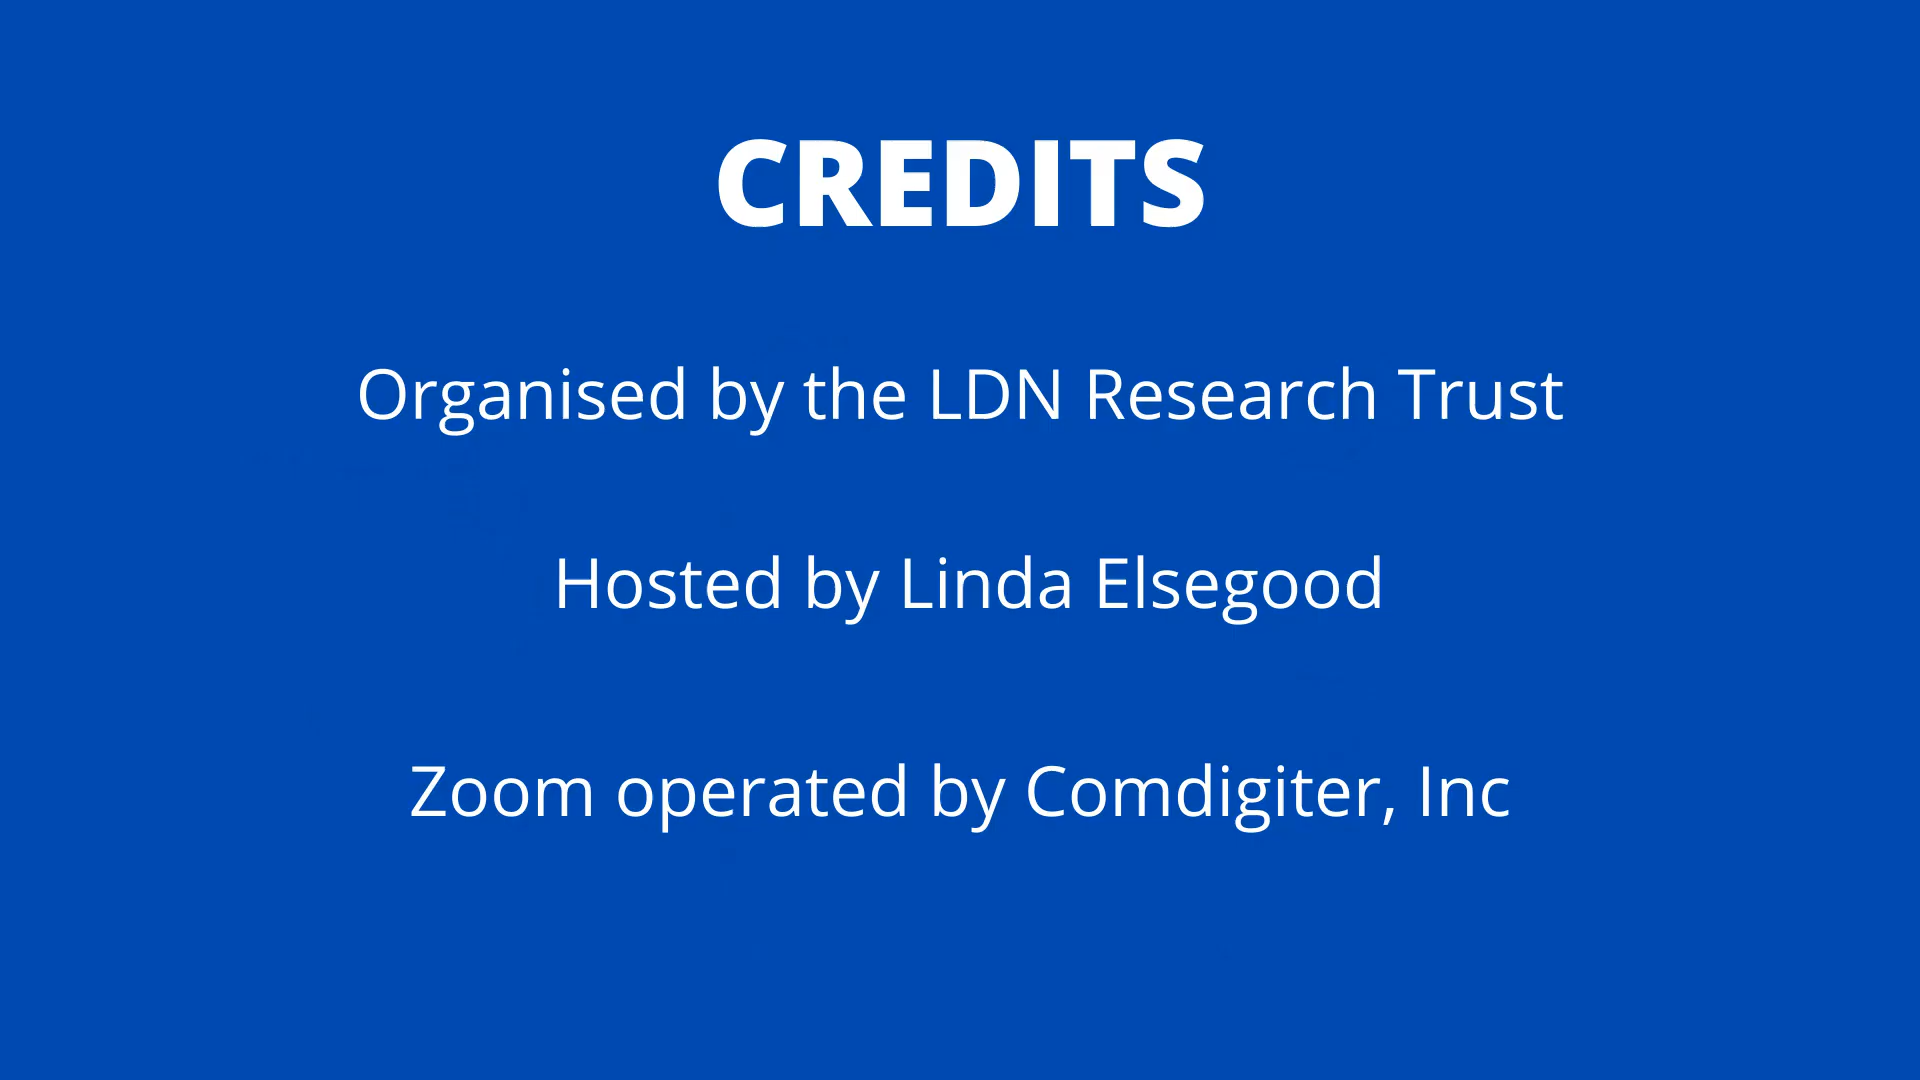 CREDITS
Organised by the LDN Research Trust
Hosted by Linda Elsegood
Zoom operated by Comdigiter, Inc